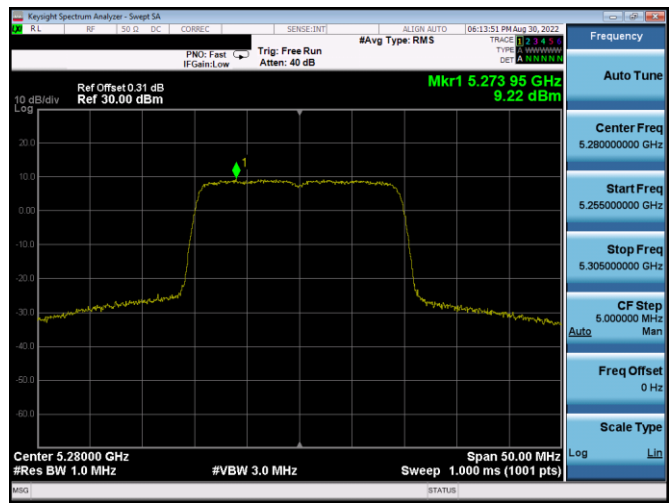 Keysight Spectrum Analyzer - Swept SA
RL RF 50 Ω DC CORREC SENSE:INT ALIGN AUTO 06:13:51 PM Aug 30, 2022
#Avg Type: RMS
TRACE 1 2 3 4 5 6
TYPE A WWWWW
DET A N N N N N
PNO: Fast
IFGain:Low
Trig: Free Run
Atten: 40 dB
Mkr1 5.273 95 GHz
9.22 dBm
Ref Offset 0.31 dB
10 dB/div Ref 30.00 dBm
Log
20.0
10.0
0.00
-10.0
-20.0
-30.0
-40.0
-50.0
-60.0
1
Center 5.28000 GHz
Span 50.00 MHz
#Res BW 1.0 MHz
#VBW 3.0 MHz
Sweep 1.000 ms (1001 pts)
MSG
STATUS
Frequency
Auto Tune
Center Freq
5.280000000 GHz
Start Freq
5.255000000 GHz
Stop Freq
5.305000000 GHz
CF Step
5.000000 MHz
Auto Man
Freq Offset
0 Hz
Scale Type
Log Lin